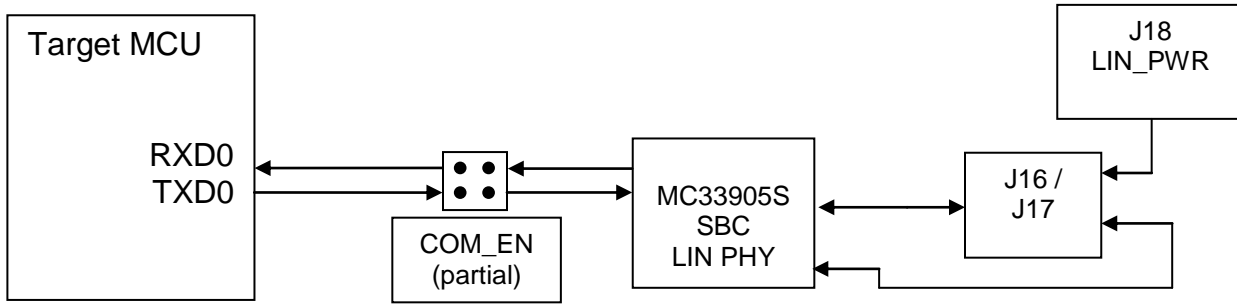 Target MCU
RXD0
TXD0
COM_EN
(partial)
MC33905S
SBC
LIN PHY
J16 /
J17
J18
LIN_PWR